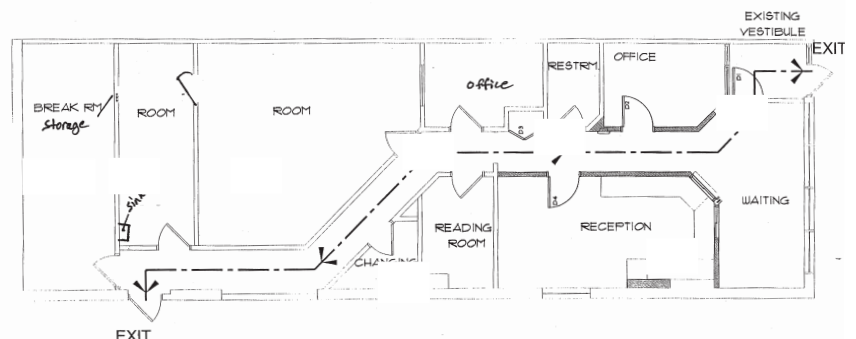 EXISTING
VESTIBULE
EXIT
OFFICE
RESTRM.
office
BREAK RM
storage
ROOM
ROOM
sink
WAITING
READING
ROOM
RECEPTION
EXIT